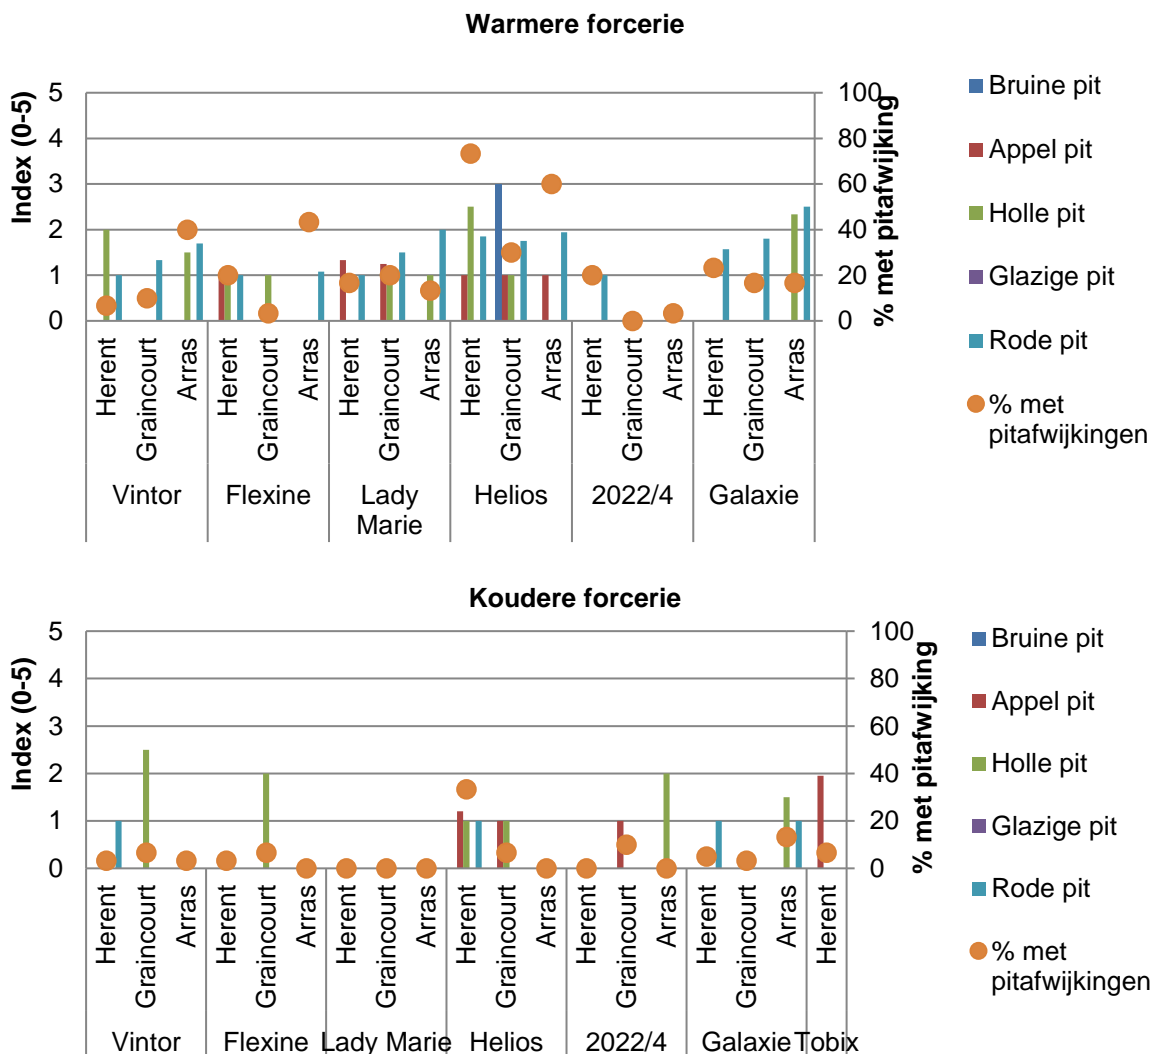 Warmere forcerie
Index (0-5)
5
4
3
2
1
0
100
80
60
40
20
0
% met pitafwijking
Herent
Graincourt
Arras
Herent
Graincourt
Arras
Herent
Graincourt
Arras
Herent
Graincourt
Arras
Herent
Graincourt
Arras
Herent
Graincourt
Arras
Vintor
Flexine
Lady
Marie
Helios
2022/4
Galaxie
Bruine pit
Appel pit
Holle pit
Glazige pit
Rode pit
% met
pitafwijkingen
Koudere forcerie
Index (0-5)
5
4
3
2
1
0
100
80
60
40
20
0
% met pitafwijking
Herent
Graincourt
Arras
Herent
Graincourt
Arras
Herent
Graincourt
Arras
Herent
Graincourt
Arras
Herent
Graincourt
Arras
Herent
Graincourt
Arras
Herent
Vintor
Flexine
Lady Marie
Helios
2022/4
Galaxie
Tobix
Bruine pit
Appel pit
Holle pit
Glazige pit
Rode pit
% met
pitafwijkingen